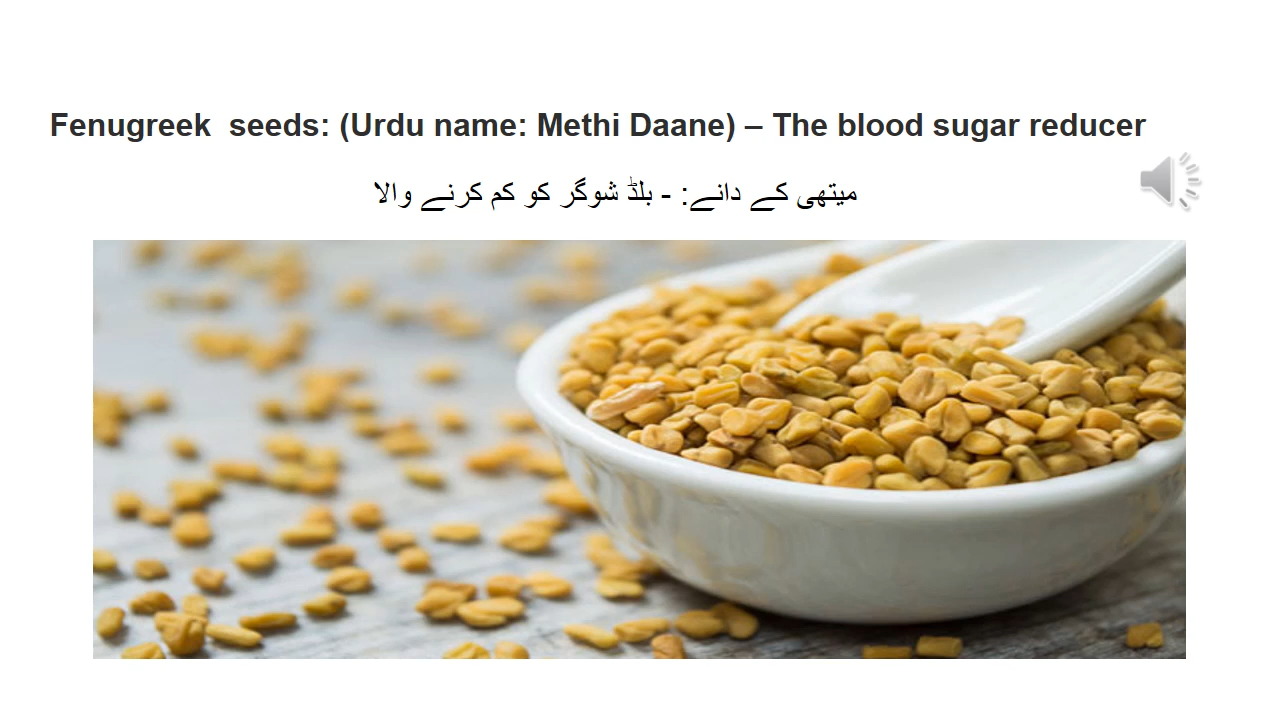 Fenugreek  seeds: (Urdu name: Methi Daane) – The blood sugar reducer
میتھی کے دانے: - بلڈ شوگر کو کم کرنے والا